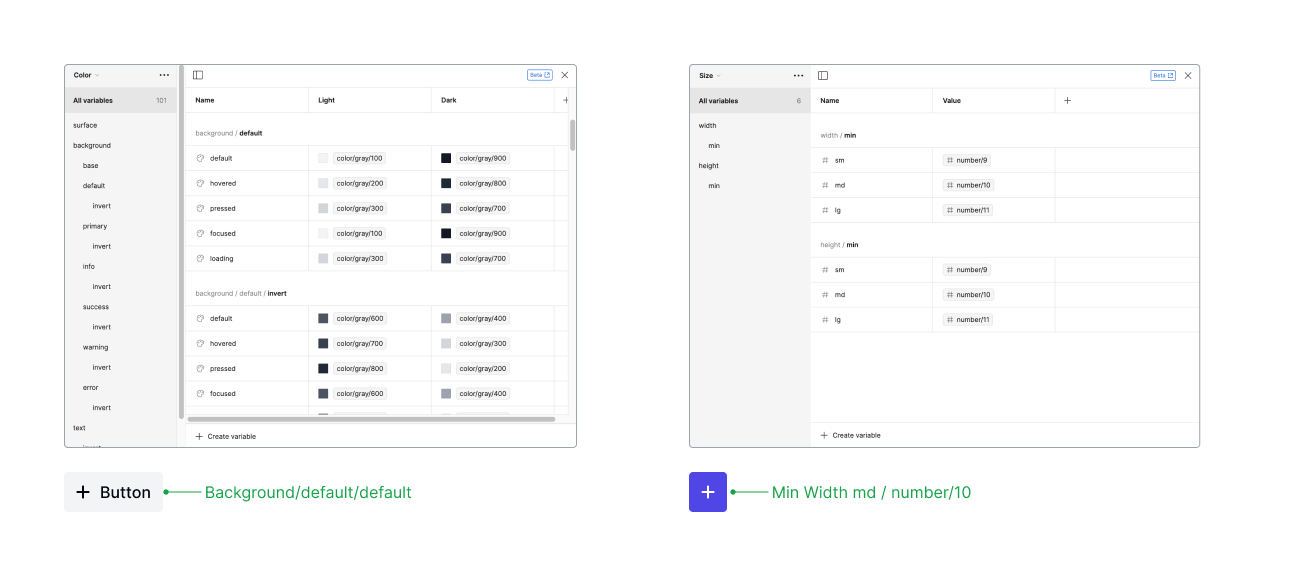 Color
Beta
All variables 101
Name Light Dark
surface
background
base
default
invert
primary
invert
info
invert
success
invert
warning
invert
error
invert
text
background / default
default color/gray/100 color/gray/900
hovered color/gray/200 color/gray/800
pressed color/gray/300 color/gray/700
focused color/gray/100 color/gray/900
loading color/gray/300 color/gray/700
background / default / invert
default color/gray/600 color/gray/400
hovered color/gray/700 color/gray/300
pressed color/gray/800 color/gray/200
focused color/gray/600 color/gray/400
+ Create variable
+ Button
Background/default/default
Size
Beta
All variables 6
Name Value +
width
min
height
min
width / min
# sm # number/9
# md # number/10
# lg # number/11
height / min
# sm # number/9
# md # number/10
# lg # number/11
+ Create variable
+
Min Width md / number/10